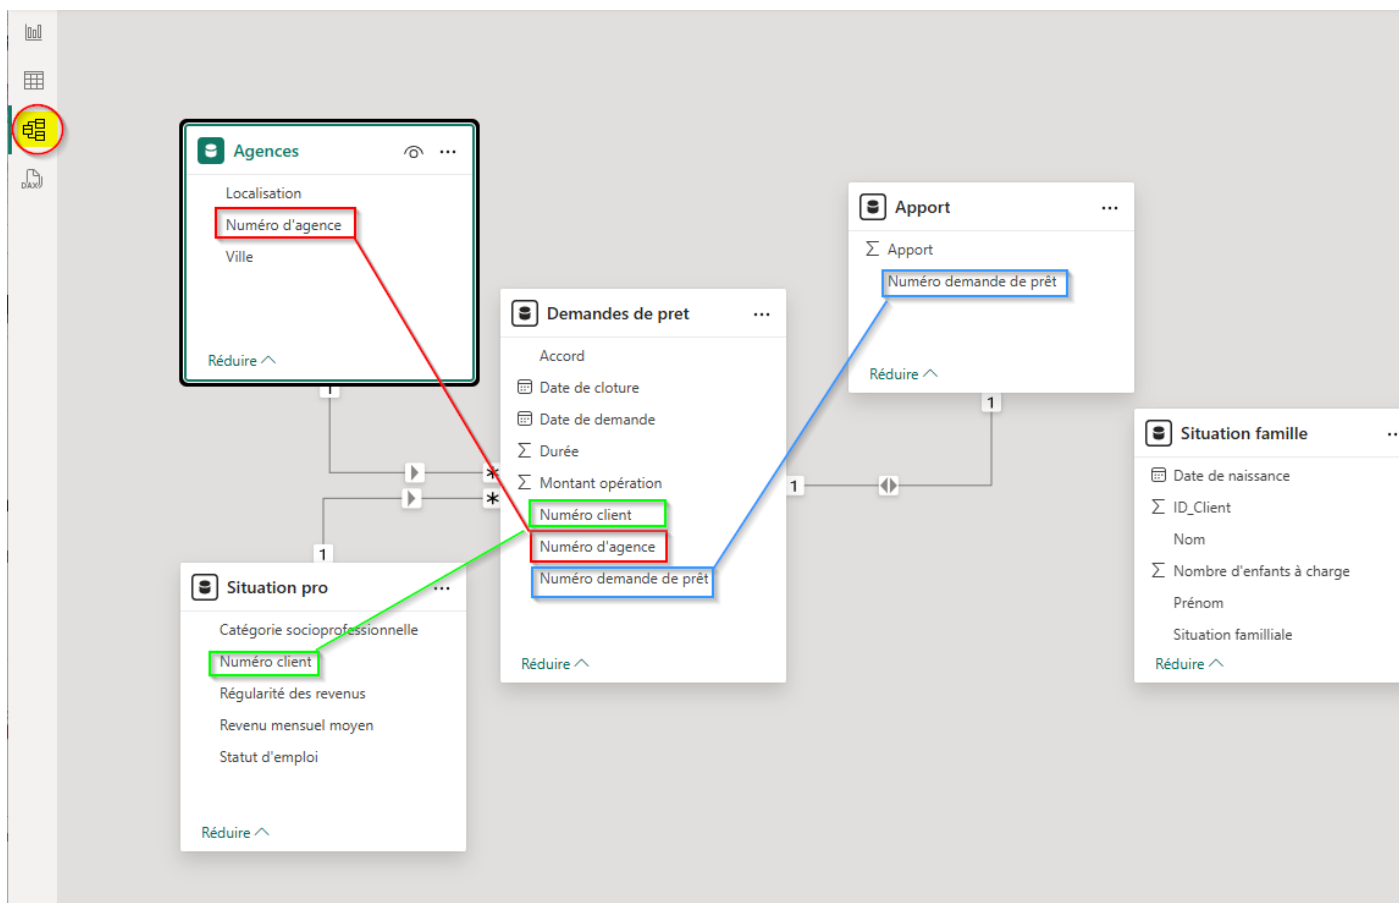 DAX
Agences
Localisation
Numéro d'agence
Ville
Réduire
1
Apport
Apport
Numéro demande de prêt
Réduire
1
Demandes de pret
Accord
Date de cloture
Date de demande
Durée
Montant opération
Numéro client
Numéro d'agence
Numéro demande de prêt
Réduire
*
*
1
1
Situation pro
Catégorie socioprofessionnelle
Numéro client
Régularité des revenus
Revenu mensuel moyen
Statut d'emploi
Réduire
Situation famille
Date de naissance
ID_Client
Nom
Nombre d'enfants à charge
Prénom
Situation familliale
Réduire